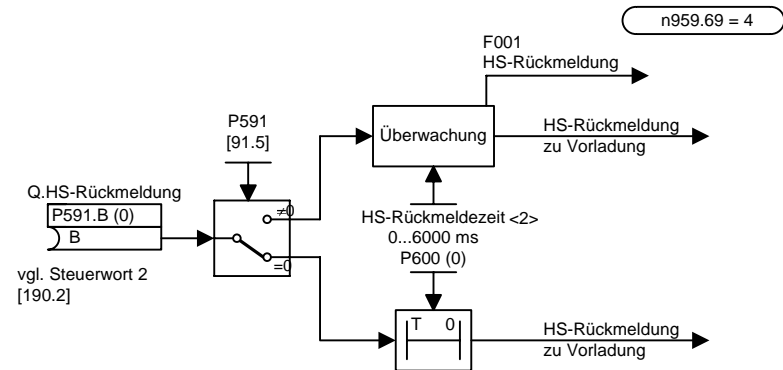 n959.69 = 4
F001
HS-Rückmeldung
P591
[91.5]
Überwachung
HS-Rückmeldung
zu Vorladung
Q.HS-Rückmeldung
P591.B (0)
B
≠0
=0
HS-Rückmeldezeit <2>
0...6000 ms
P600 (0)
vgl. Steuerwort 2
[190.2]
T 0
HS-Rückmeldung
zu Vorladung